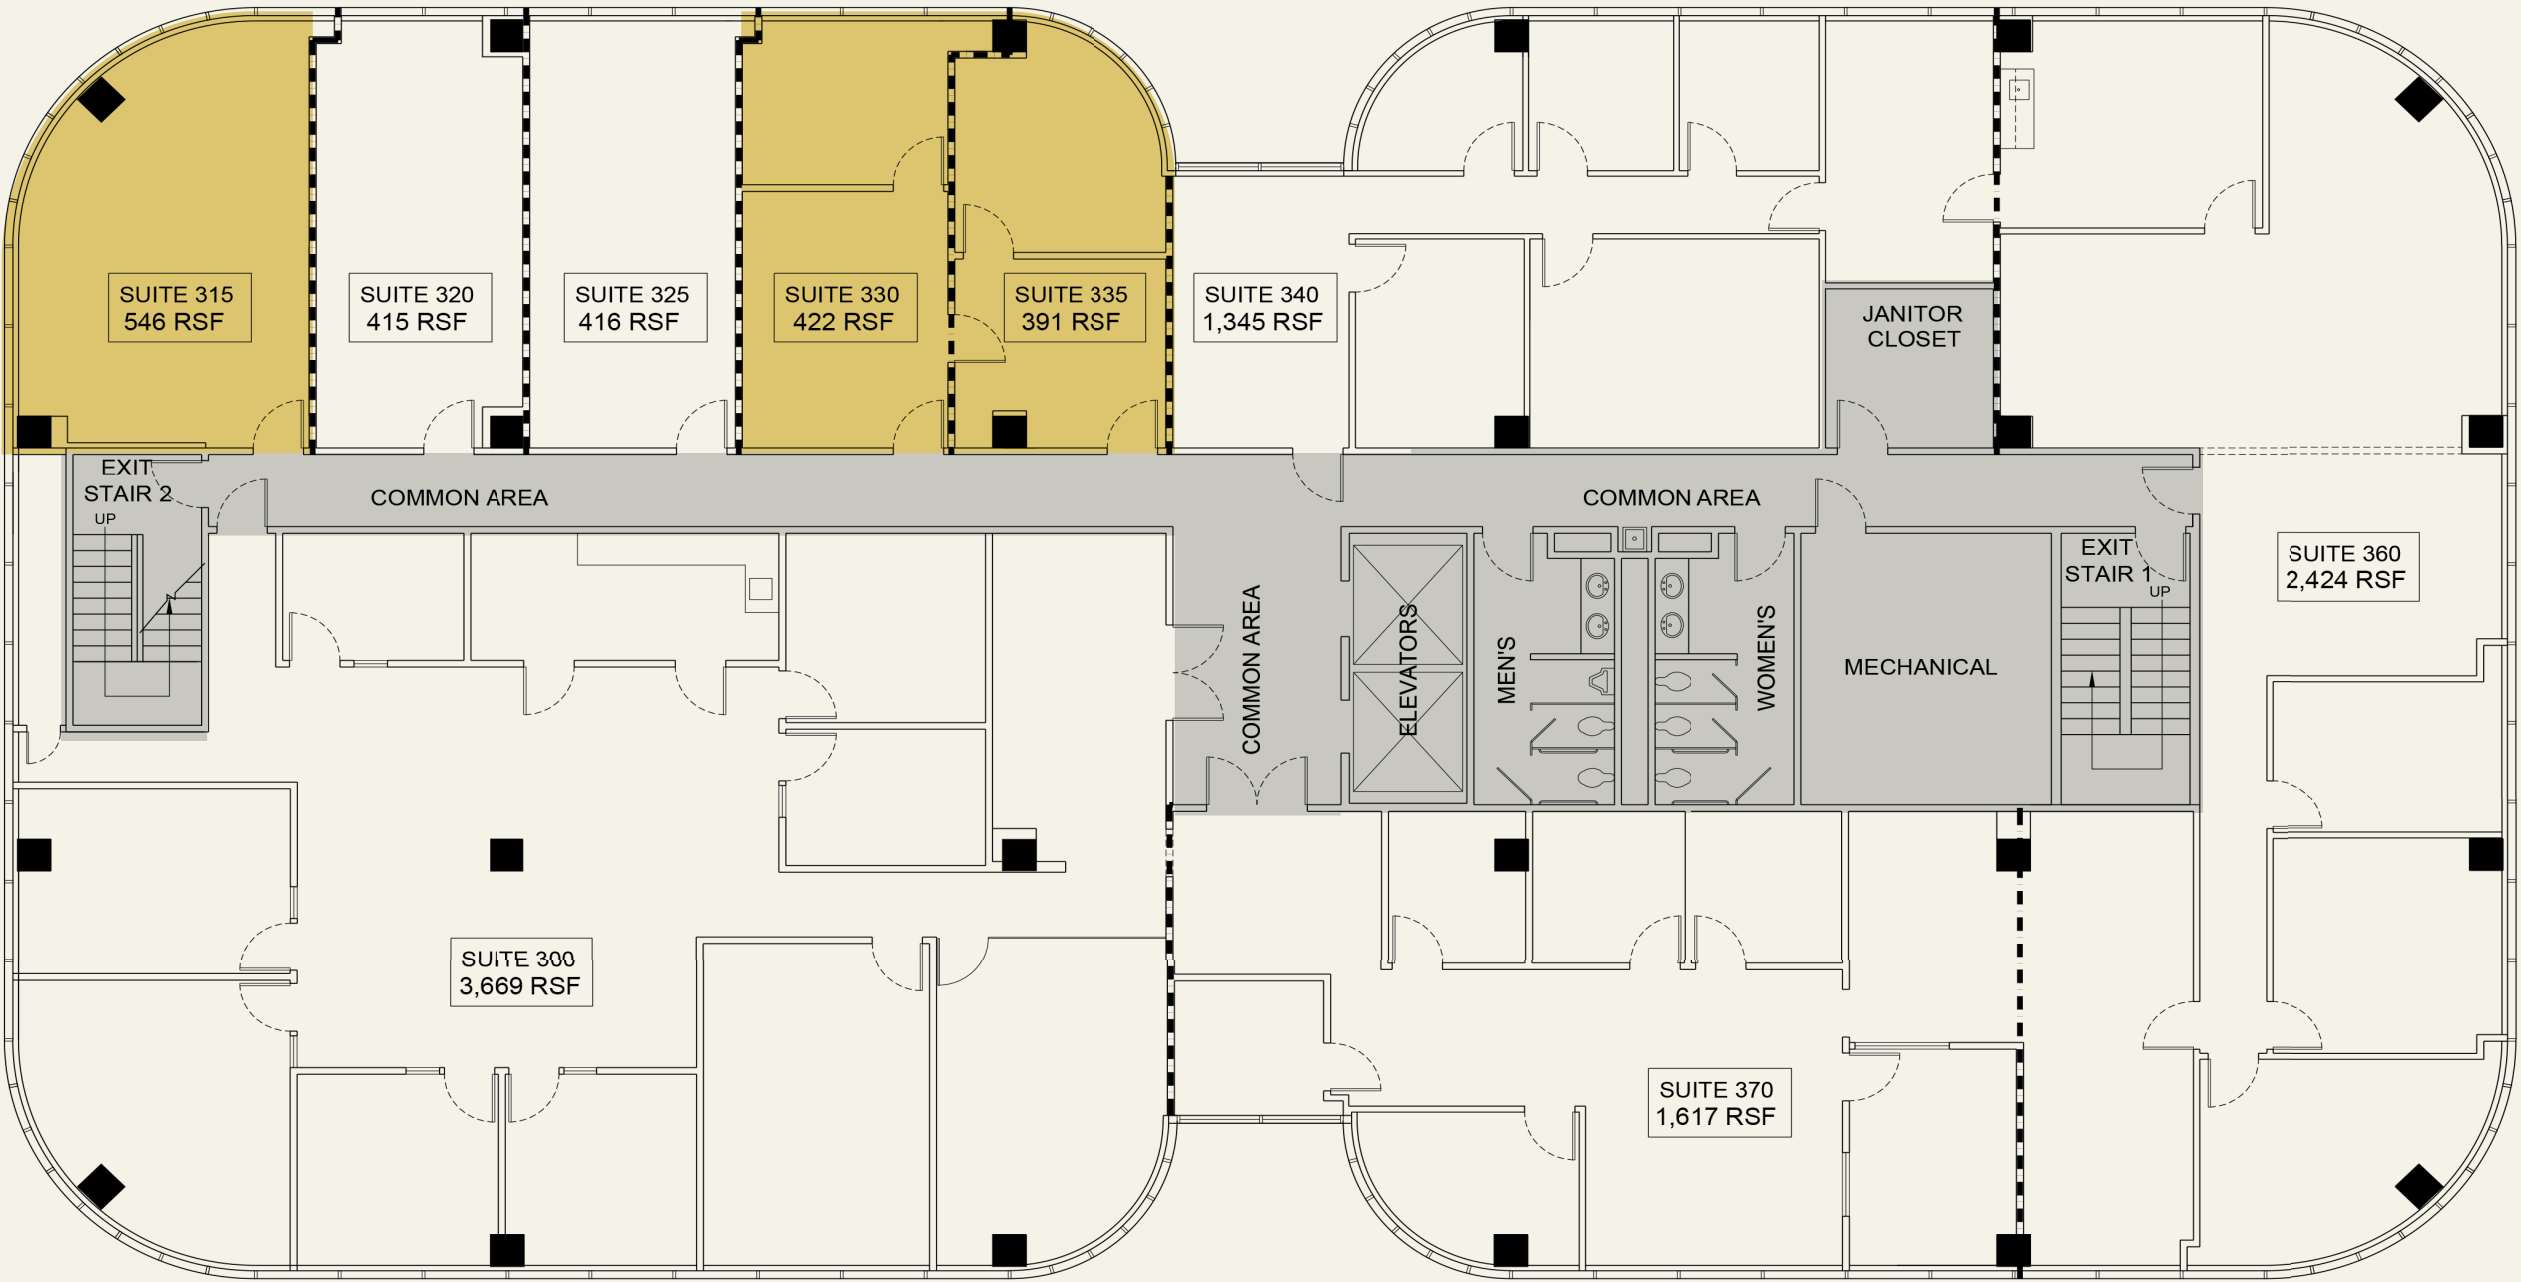 SUITE 315
546 RSF
SUITE 320
415 RSF
SUITE 325
416 RSF
SUITE 330
422 RSF
SUITE 335
391 RSF
SUITE 340
1,345 RSF
JANITOR
CLOSET
EXIT
STAIR 2
UP
COMMON AREA
COMMON AREA
COMMON AREA
ELEVATORS
MEN'S
WOMEN'S
MECHANICAL
EXIT
STAIR 1
UP
SUITE 360
2,424 RSF
SUITE 300
3,669 RSF
SUITE 370
1,617 RSF